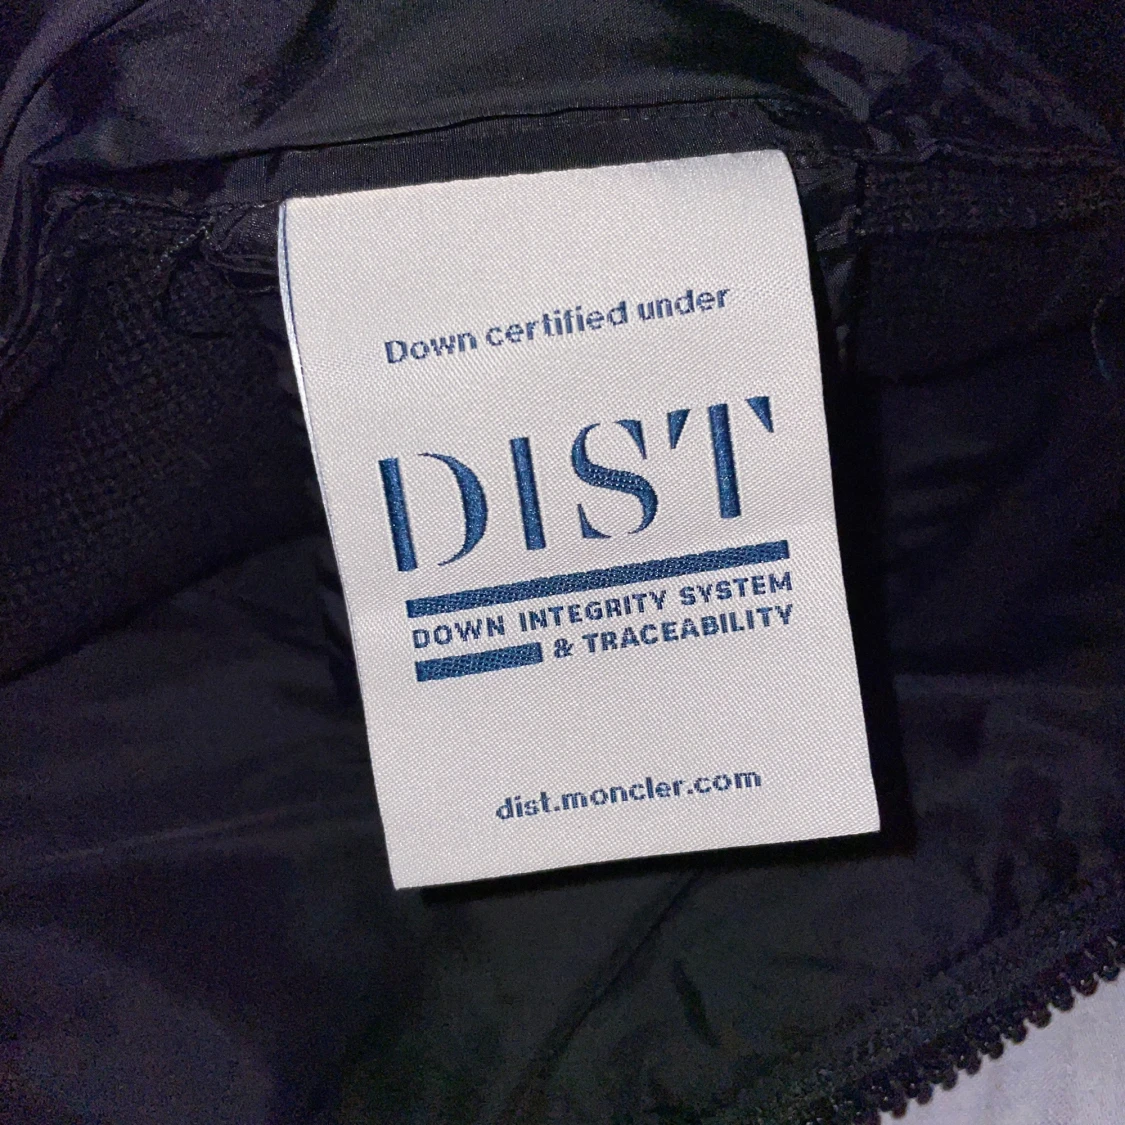 Down certified under
DIST
DOWN INTEGRITY SYSTEM
& TRACEABILITY
dist.moncler.com